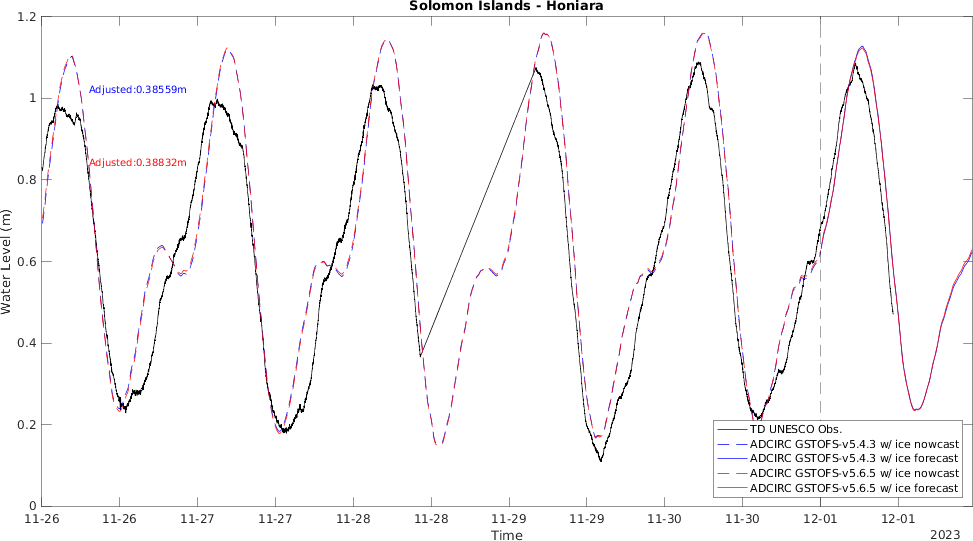 Solomon Islands - Honiara
1.2
1
0.8
0.6
0.4
0.2
0
Water Level (m)
Adjusted:0.38559m
Adjusted:0.38832m
TD UNESCO Obs.
ADCIRC GSTOFS-v5.4.3 w/ ice nowcast
ADCIRC GSTOFS-v5.4.3 w/ ice forecast
ADCIRC GSTOFS-v5.6.5 w/ ice nowcast
ADCIRC GSTOFS-v5.6.5 w/ ice forecast
11-26 11-26 11-27 11-27 11-28 11-28 11-29 11-29 11-30 11-30 12-01 12-01
Time
2023